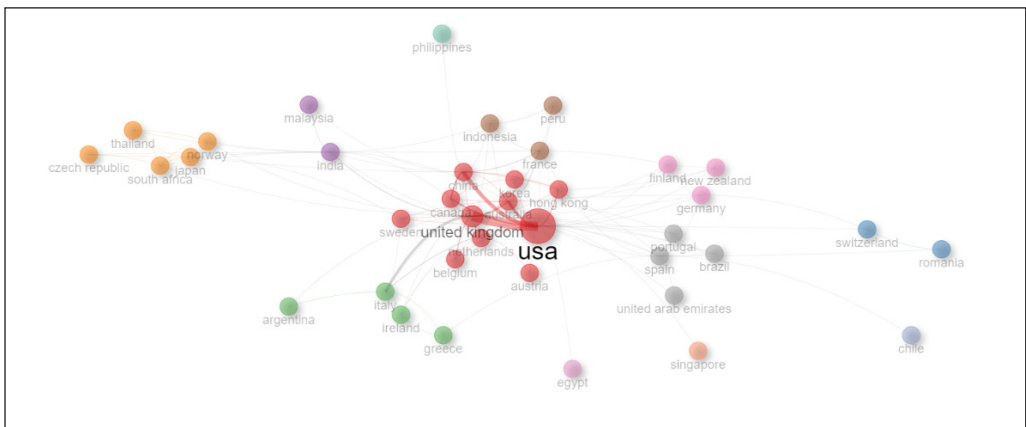 philippines
malaysia
peru
indonesia
thailand
norway
czech republic
japan
south africa
india
france
china
korea
hong kong
finland
new zealand
germany
canada
australia
sweden
united kingdom
netherlands
usa
belgium
austria
portugal
spain
brazil
switzerland
romania
italy
argentina
ireland
greece
united arab emirates
singapore
chile
egypt